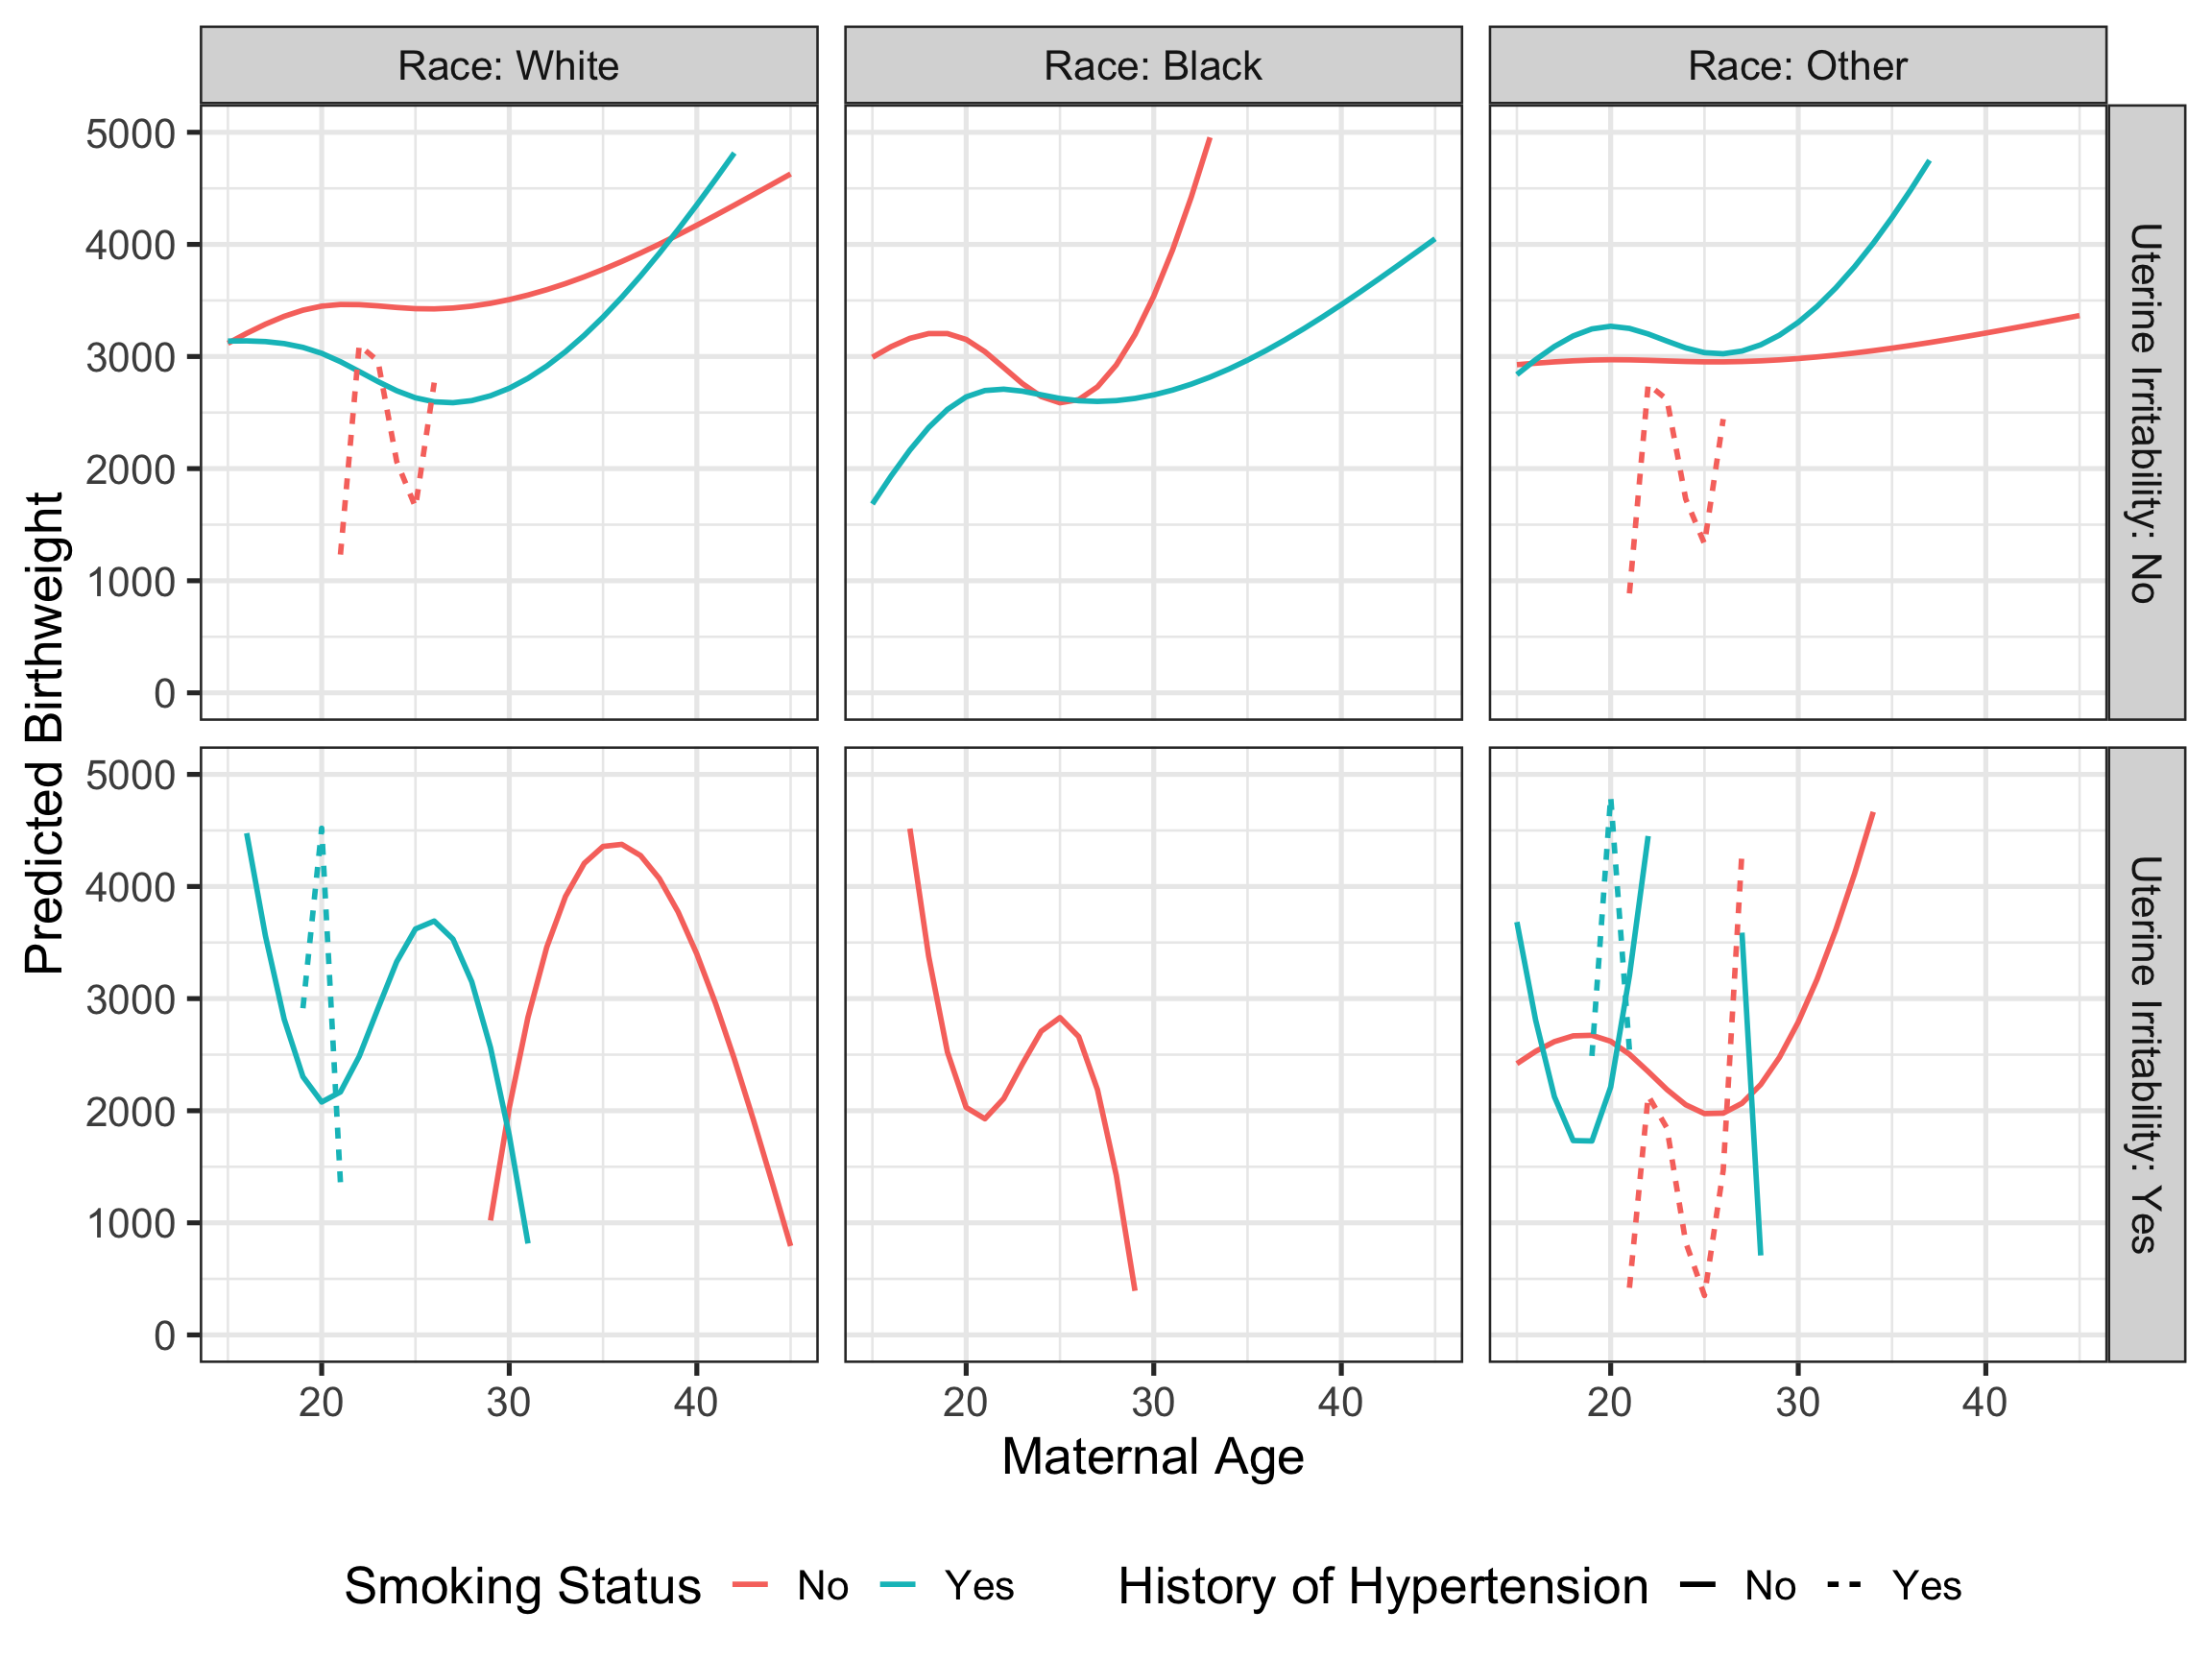 Race: White
Race: Black
Race: Other
5000
4000
3000
2000
1000
0
Uterine Irritability: No
5000
4000
3000
2000
1000
0
Uterine Irritability: Yes
Predicted Birthweight
20 30 40
20 30 40
20 30 40
Maternal Age
Smoking Status No Yes History of Hypertension No Yes